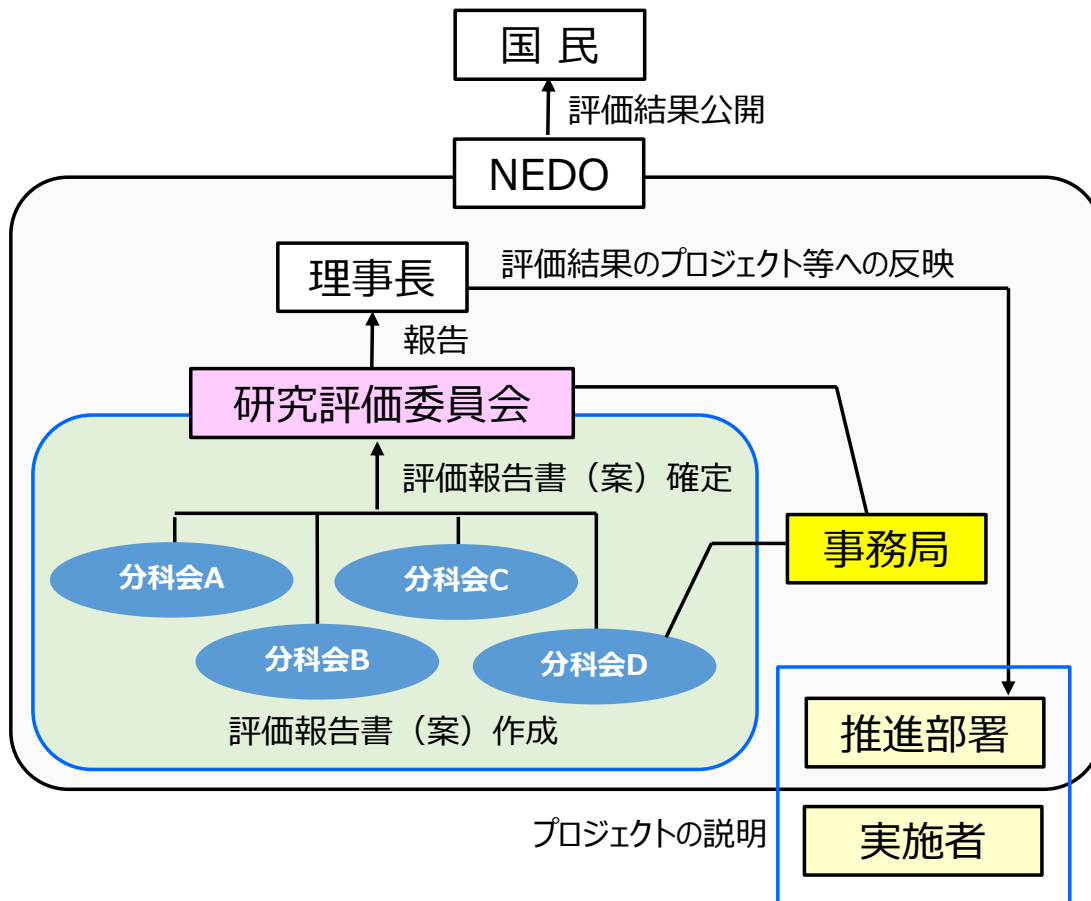 国 民
評価結果公開
NEDO
理事長
評価結果のプロジェクト等への反映
報告
研究評価委員会
評価報告書（案）確定
事務局
分科会A
分科会C
分科会B
分科会D
評価報告書（案）作成
推進部署
プロジェクトの説明
実施者